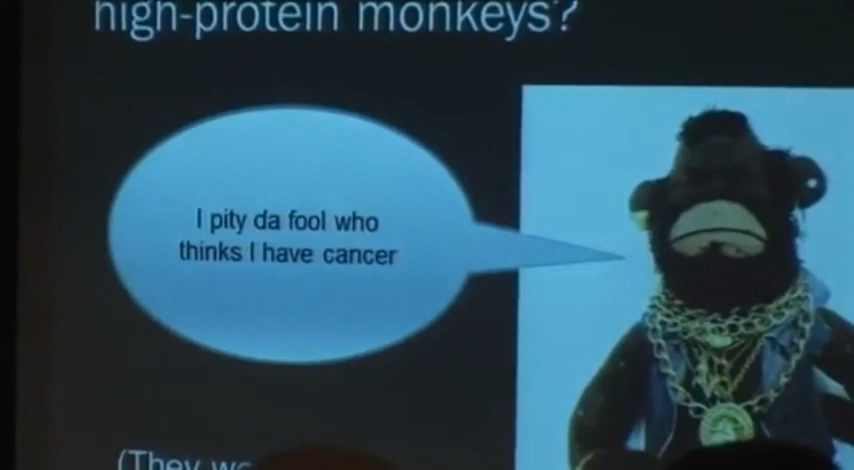 high-protein monkeys?
I pity da fool who
thinks I have cancer
(They